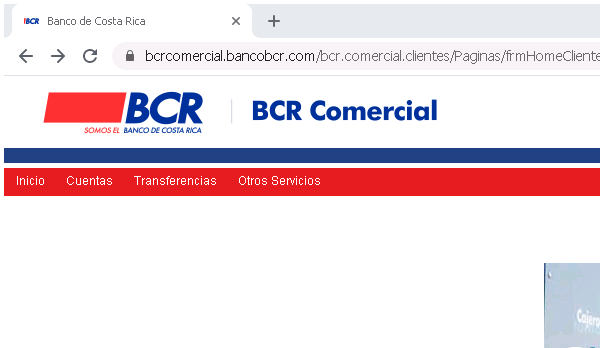 BCR Banco de Costa Rica
bcrcomercial.bancobcr.com/bcr.comercial.clientes/Paginas/frmHomeCliente
BCR BCR Comercial
SOMOS EL BANCO DE COSTA RICA
Inicio Cuentas Transferencias Otros Servicios
Cajero